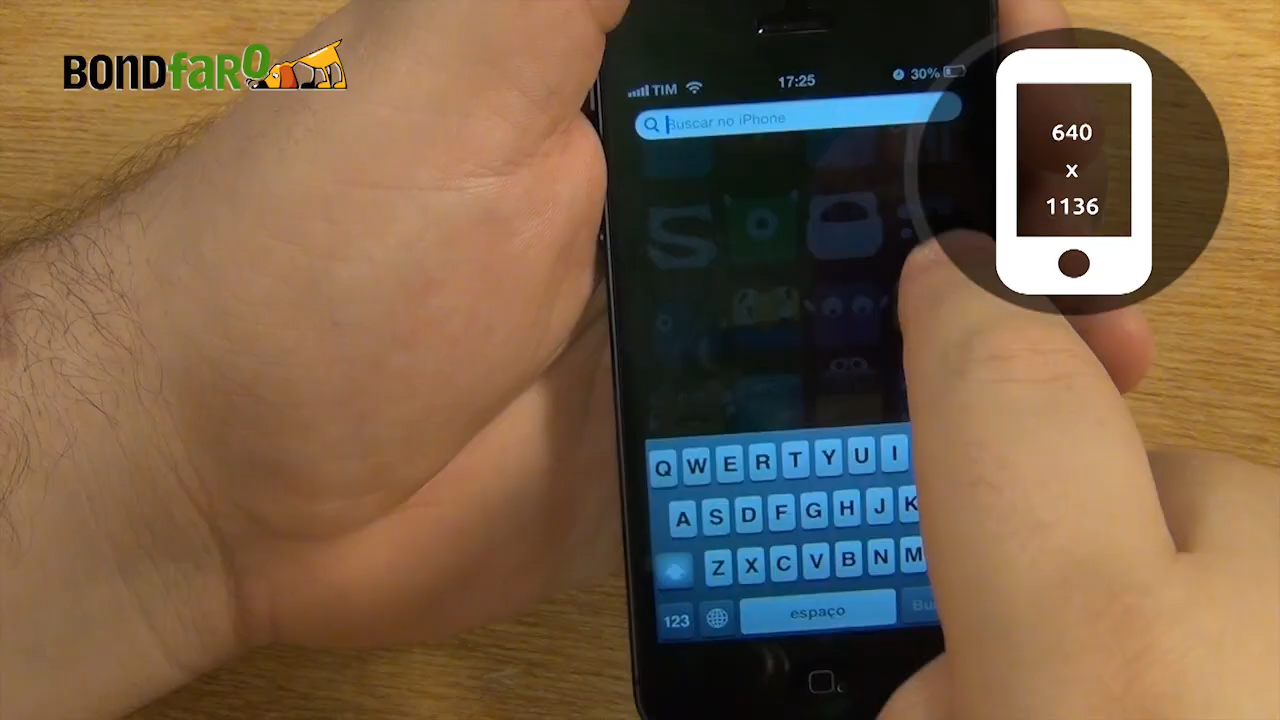 BONDfaro
TIM 17:25 30%
Buscar no iPhone
640
x
1136
Q W E R T Y U I
A S D F G H J K
Z X C V B N M
123 espaço